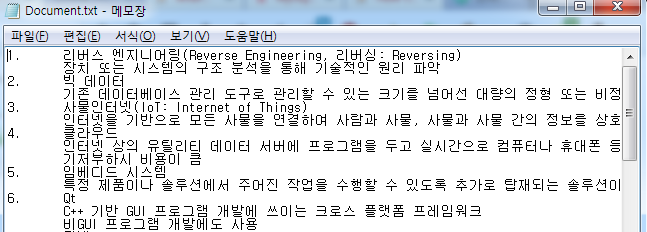 Document.txt - 메모장
파일(F) 편집(E) 서식(O) 보기(V) 도움말(H)
1. 리버스 엔지니어링(Reverse Engineering, 리버싱: Reversing)
장치 또는 시스템의 구조 분석을 통해 기술적인 원리 파악
2. 빅 데이터
기존 데이터베이스 관리 도구로 관리할 수 있는 크기를 넘어선 대량의 정형 또는 비정
3. 사물인터넷(IoT: Internet of Things)
인터넷을 기반으로 모든 사물을 연결하여 사람과 사물, 사물과 사물 간의 정보를 상호
4. 클라우드
인터넷 상의 유틸리티 데이터 서버에 프로그램을 두고 실시간으로 컴퓨터나 휴대폰 등
기저부하시 비용이 큼
5. 임베디드 시스템
특정 제품이나 솔루션에서 주어진 작업을 수행할 수 있도록 추가로 탑재되는 솔루션이
6. Qt
C++ 기반 GUI 프로그램 개발에 쓰이는 크로스 플랫폼 프레임워크
비GUI 프로그램 개발에도 사용